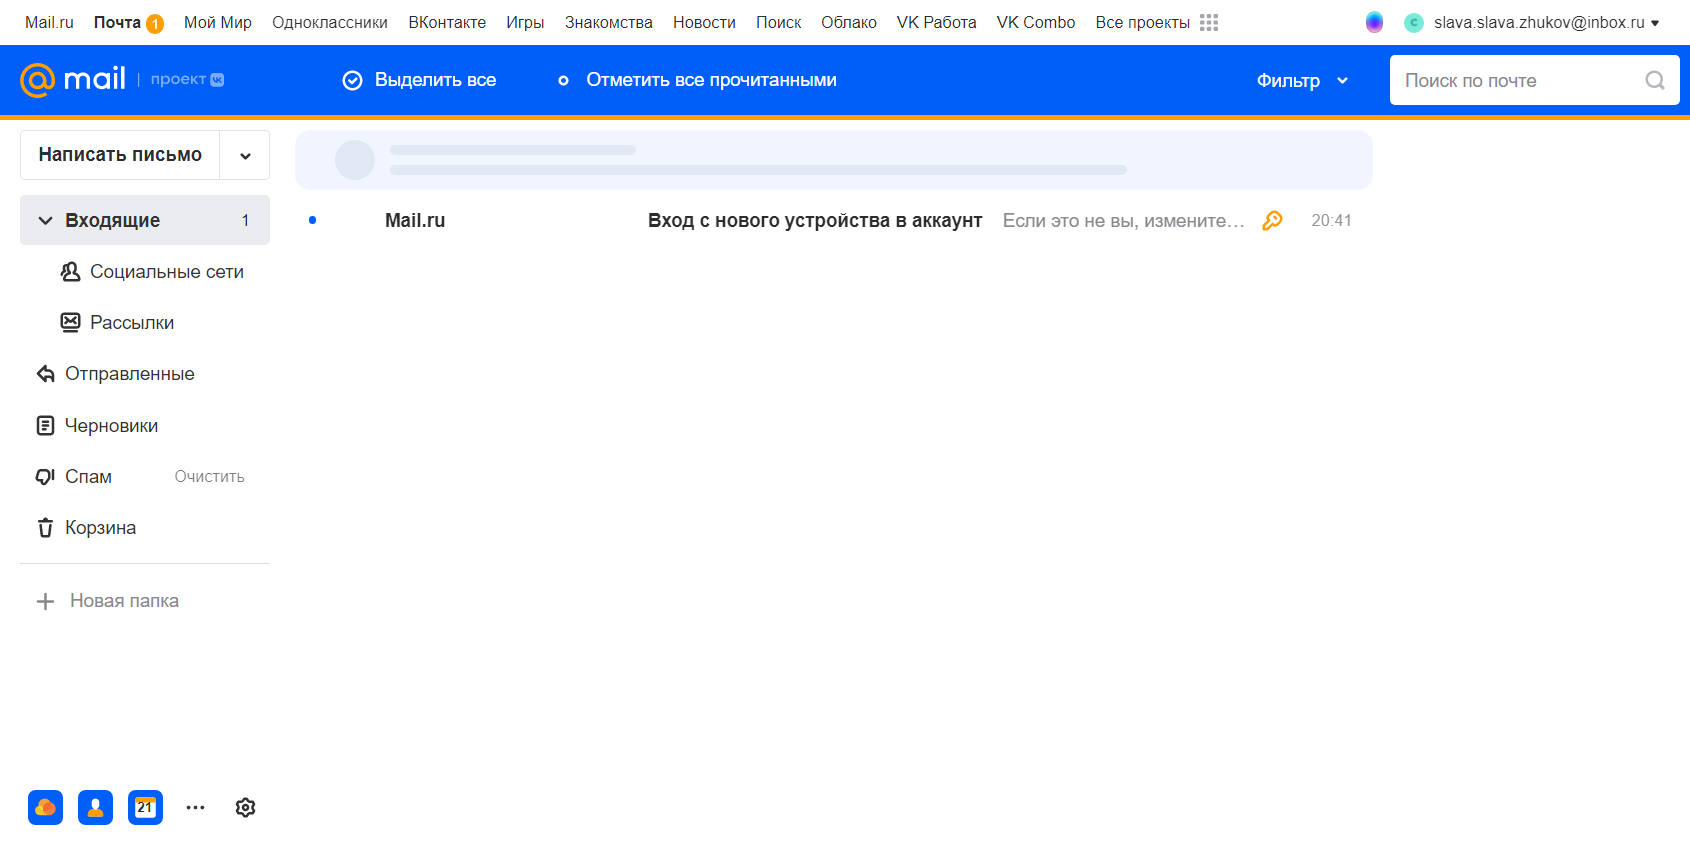 Mail.ru Почта 1 Мой Мир Одноклассники ВКонтакте Игры Знакомства Новости Поиск Облако VK Работа VK Combo Все проекты C slava.slava.zhukov@inbox.ru
@mail проект Выделить все Отметить все прочитанными Фильтр Поиск по почте
Написать письмо
Входящие 1
Mail.ru Вход с нового устройства в аккаунт Если это не вы, измените… 20:41
Социальные сети
Рассылки
Отправленные
Черновики
Спам Очистить
Корзина
Новая папка
21